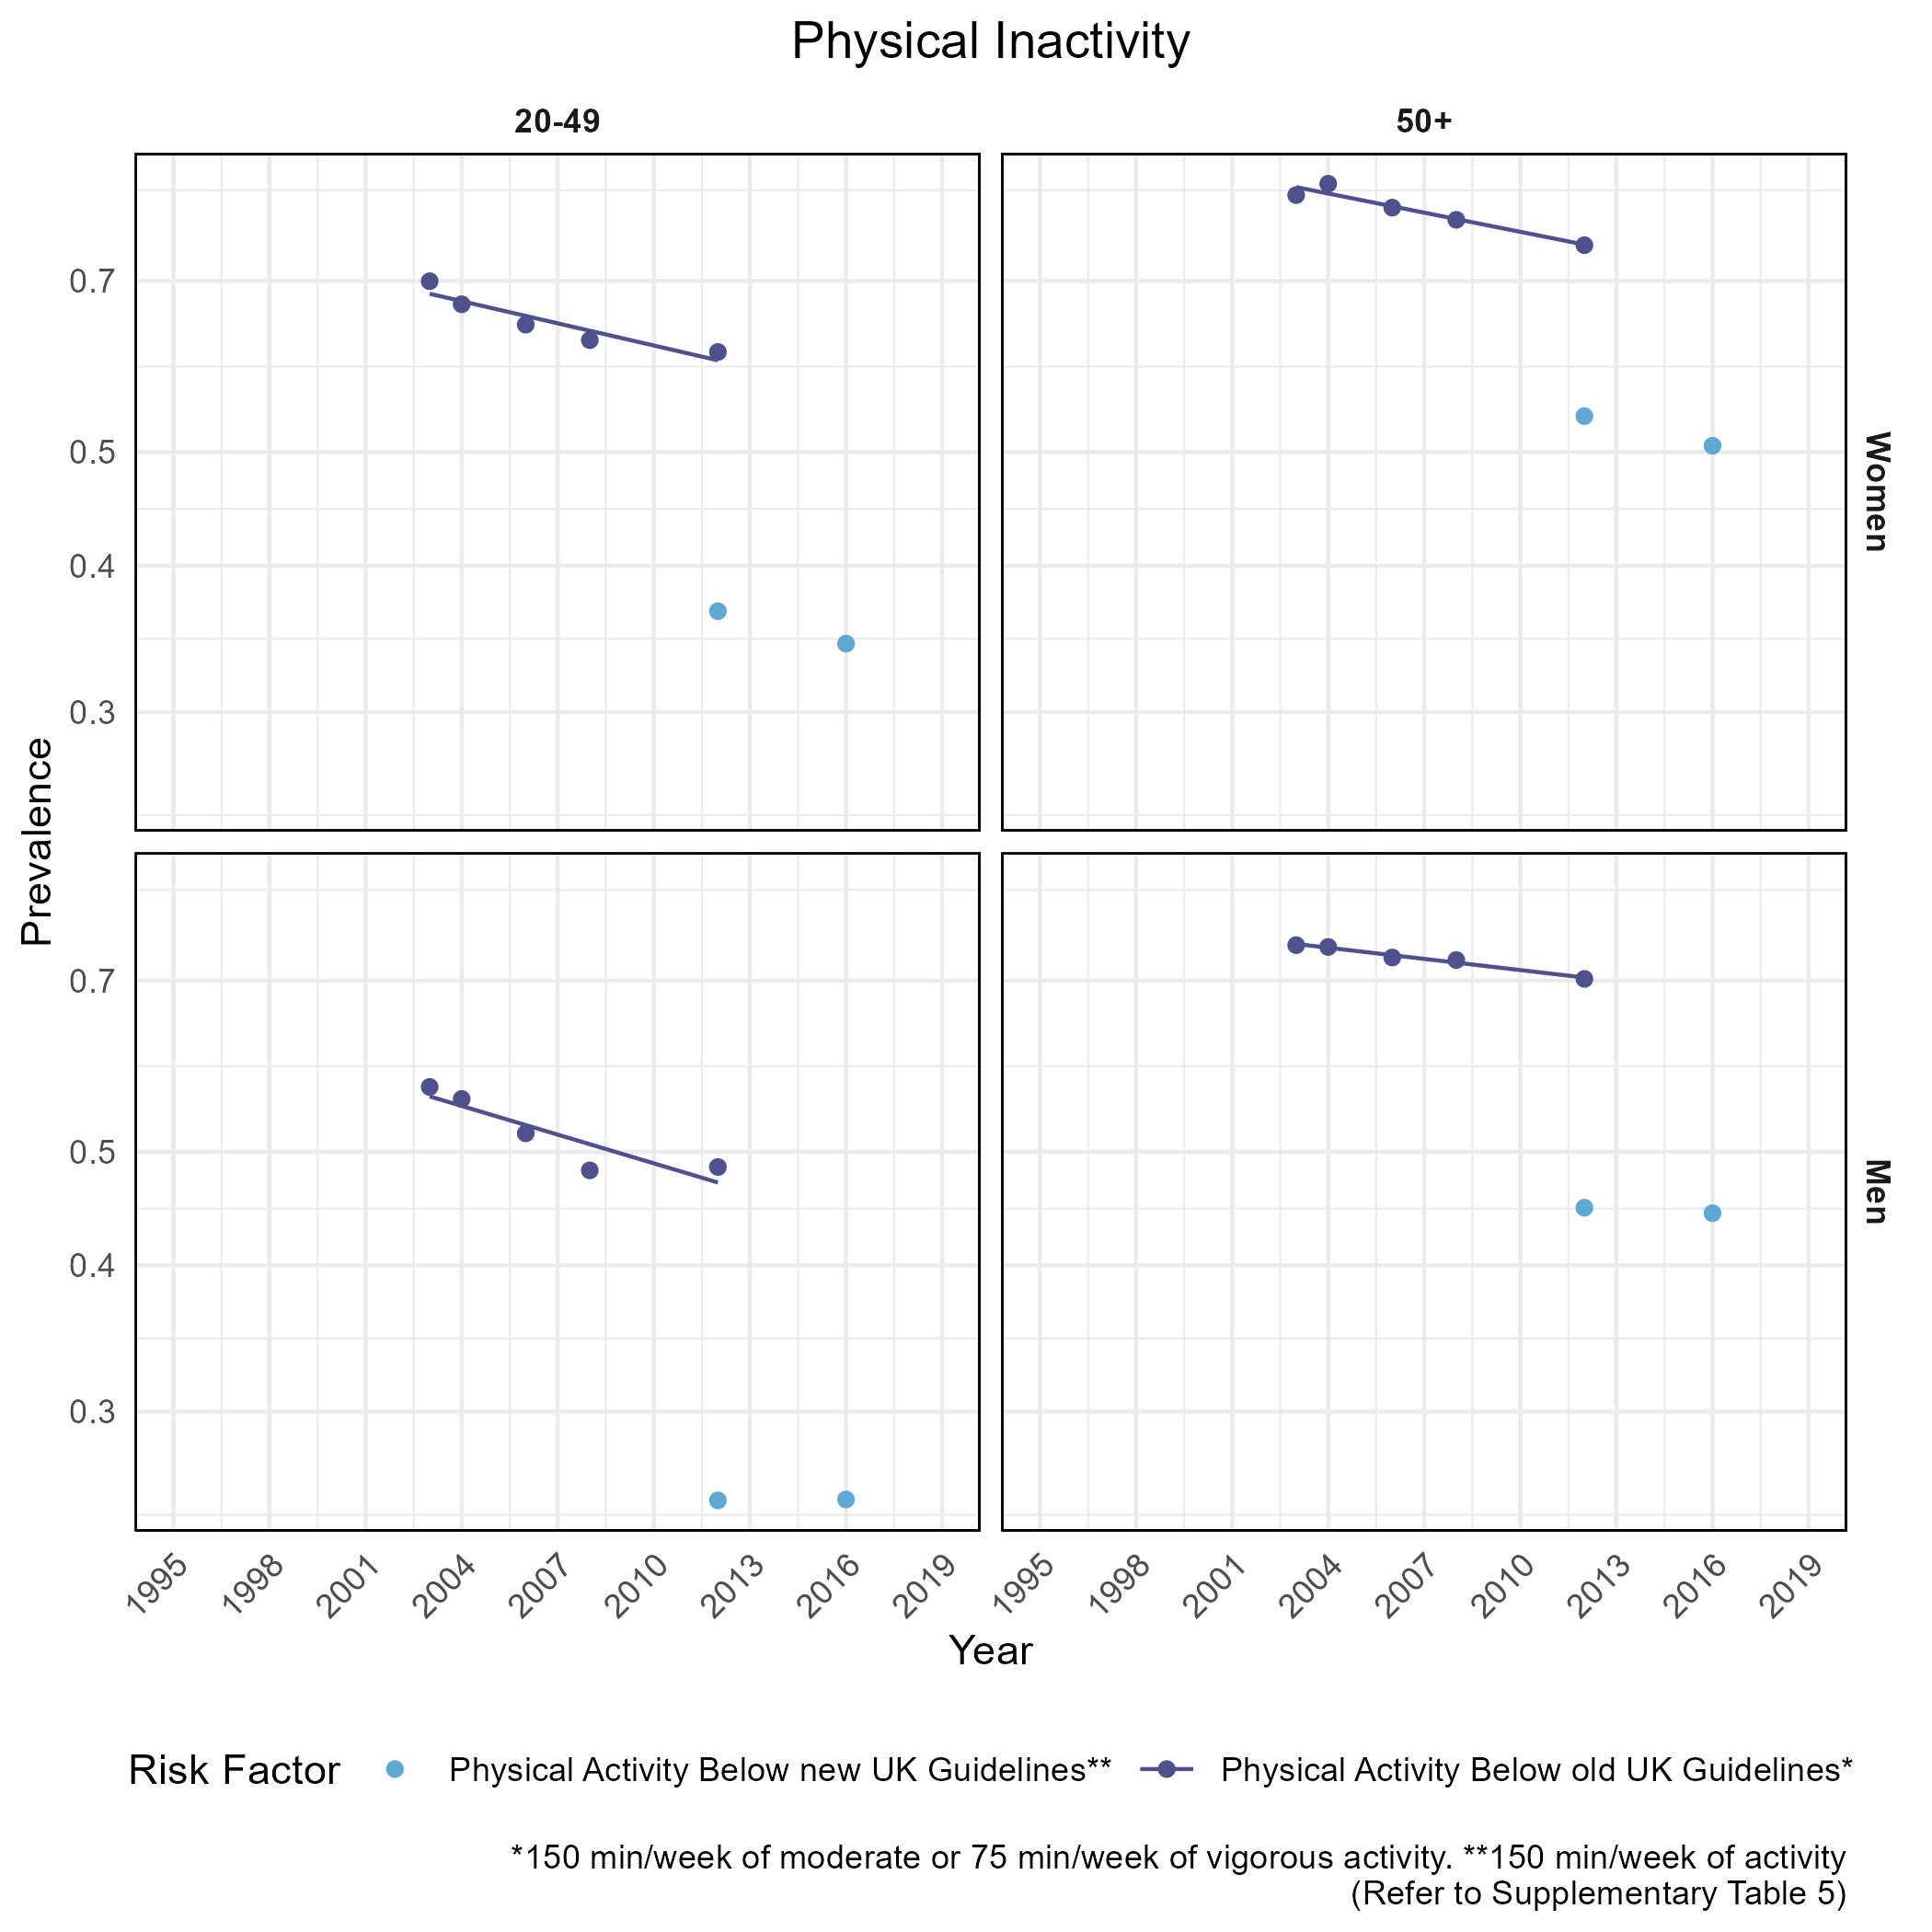 Physical Inactivity
20-49
50+
0.7
0.5
0.4
0.3
Women
Prevalence
0.7
0.5
0.4
0.3
Men
1995
1998
2001
2004
2007
2010
2013
2016
2019
1995
1998
2001
2004
2007
2010
2013
2016
2019
Year
Risk Factor
Physical Activity Below new UK Guidelines**
Physical Activity Below old UK Guidelines*
*150 min/week of moderate or 75 min/week of vigorous activity. **150 min/week of activity
(Refer to Supplementary Table 5)